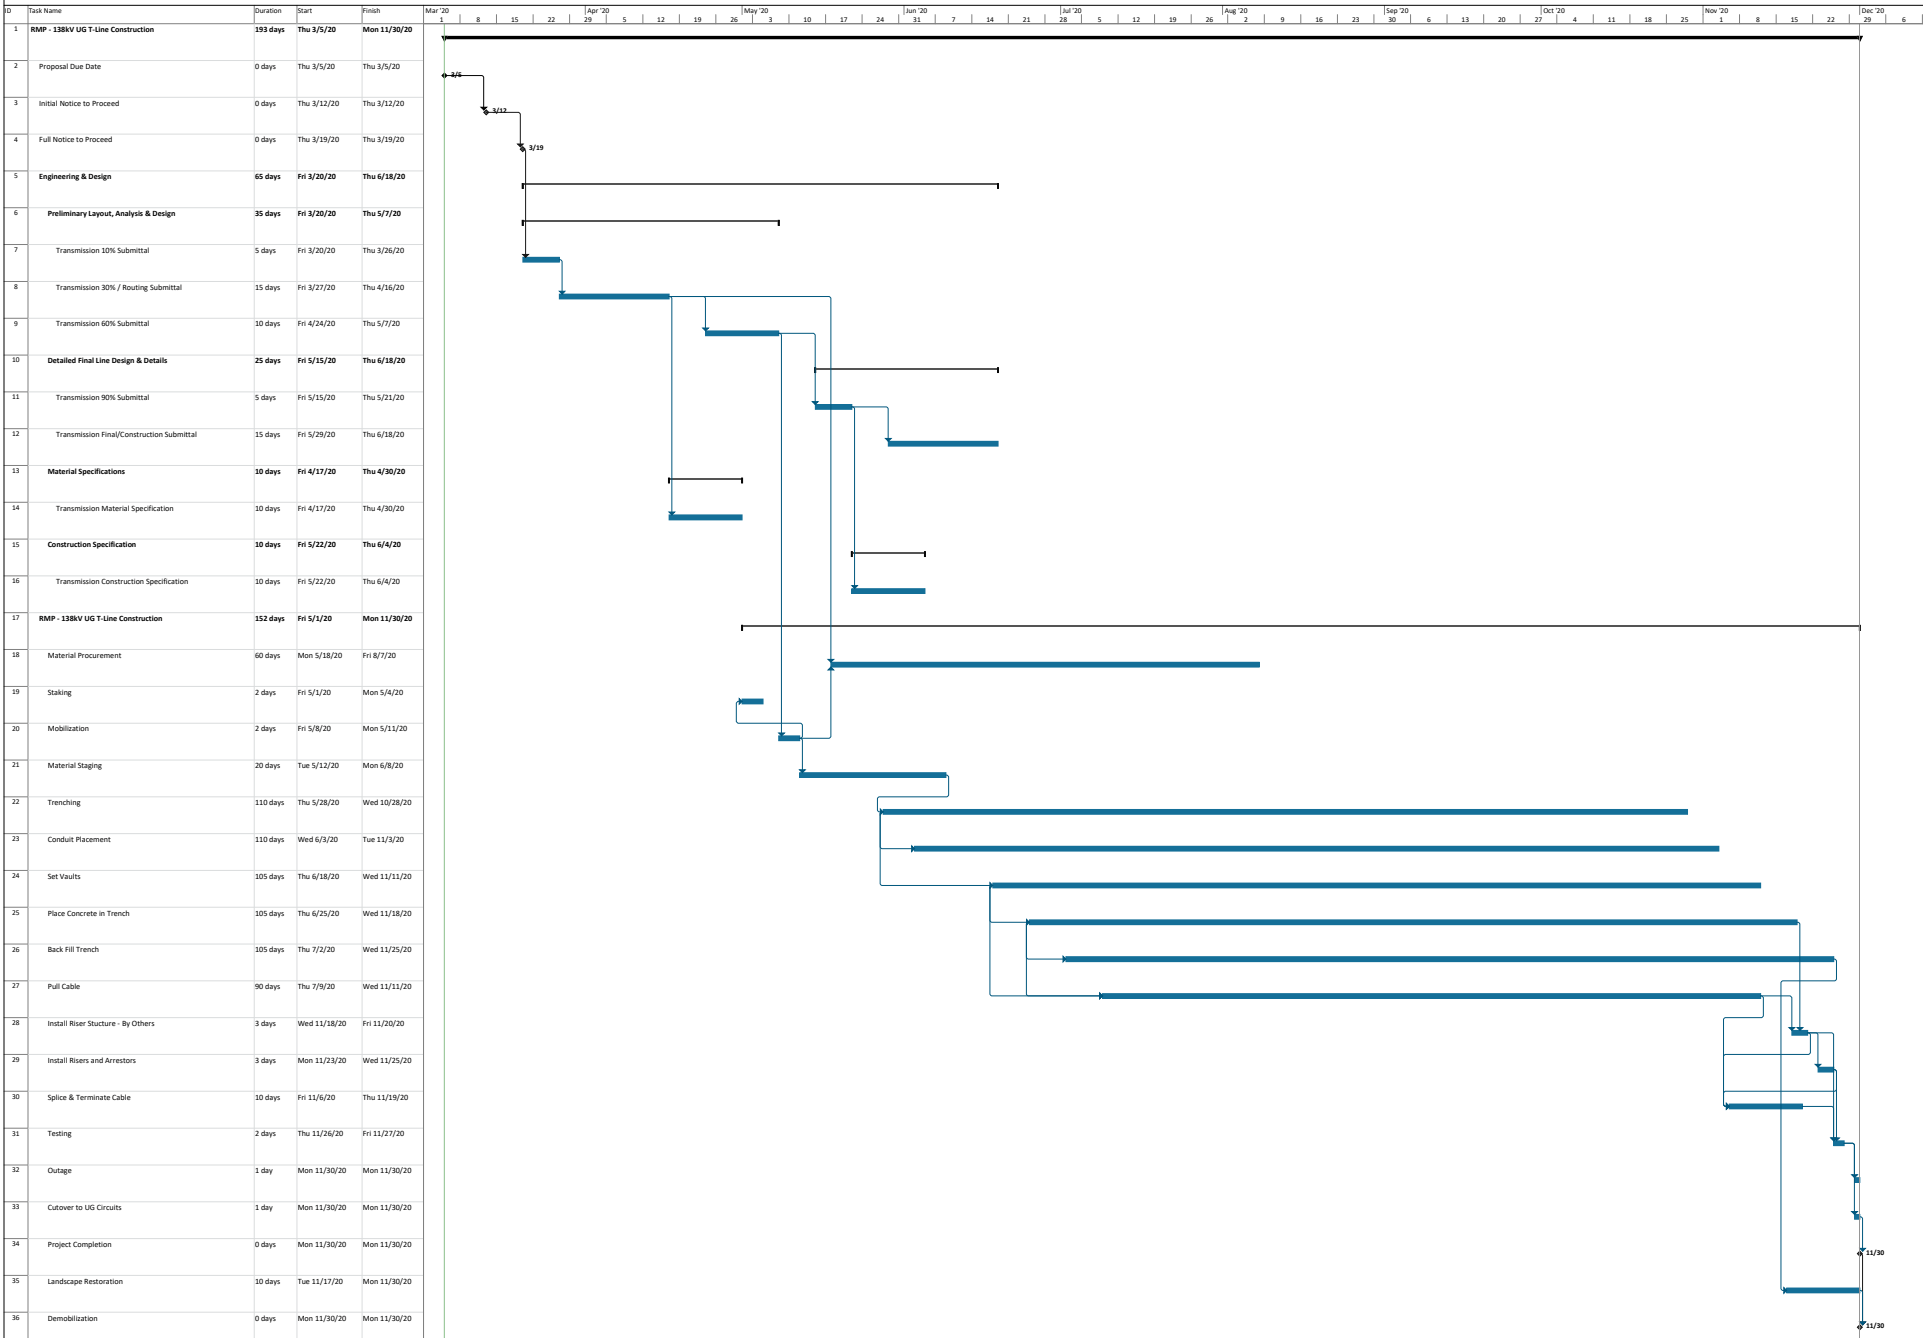 ID Task Name Duration Start Finish Mar '20 Apr '20 May '20 Jun '20 Jul '20 Aug '20 Sep '20 Oct '20 Nov '20 Dec '20
1 8 15 22 29 5 12 19 26 3 10 17 24 31 7 14 21 28 5 12 19 26 2 9 16 23 30 6 13 20 27 4 11 18 25 1 8 15 22 29 6
1 RMP - 138kV UG T-Line Construction 193 days Thu 3/5/20 Mon 11/30/20
2 Proposal Due Date 0 days Thu 3/5/20 Thu 3/5/20 3/5
3 Initial Notice to Proceed 0 days Thu 3/12/20 Thu 3/12/20 3/12
4 Full Notice to Proceed 0 days Thu 3/19/20 Thu 3/19/20 3/19
5 Engineering & Design 65 days Fri 3/20/20 Thu 6/18/20
6 Preliminary Layout, Analysis & Design 35 days Fri 3/20/20 Thu 5/7/20
7 Transmission 10% Submittal 5 days Fri 3/20/20 Thu 3/26/20
8 Transmission 30% / Routing Submittal 15 days Fri 3/27/20 Thu 4/16/20
9 Transmission 60% Submittal 10 days Fri 4/24/20 Thu 5/7/20
10 Detailed Final Line Design & Details 25 days Fri 5/15/20 Thu 6/18/20
11 Transmission 90% Submittal 5 days Fri 5/15/20 Thu 5/21/20
12 Transmission Final/Construction Submittal 15 days Fri 5/29/20 Thu 6/18/20
13 Material Specifications 10 days Fri 4/17/20 Thu 4/30/20
14 Transmission Material Specification 10 days Fri 4/17/20 Thu 4/30/20
15 Construction Specification 10 days Fri 5/22/20 Thu 6/4/20
16 Transmission Construction Specification 10 days Fri 5/22/20 Thu 6/4/20
17 RMP - 138kV UG T-Line Construction 152 days Fri 5/1/20 Mon 11/30/20
18 Material Procurement 60 days Mon 5/18/20 Fri 8/7/20
19 Staking 2 days Fri 5/1/20 Mon 5/4/20
20 Mobilization 2 days Fri 5/8/20 Mon 5/11/20
21 Material Staging 20 days Tue 5/12/20 Mon 6/8/20
22 Trenching 110 days Thu 5/28/20 Wed 10/28/20
23 Conduit Placement 110 days Wed 6/3/20 Tue 11/3/20
24 Set Vaults 105 days Thu 6/18/20 Wed 11/11/20
25 Place Concrete in Trench 105 days Thu 6/25/20 Wed 11/18/20
26 Back Fill Trench 105 days Thu 7/2/20 Wed 11/25/20
27 Pull Cable 90 days Thu 7/9/20 Wed 11/11/20
28 Install Riser Stucture - By Others 3 days Wed 11/18/20 Fri 11/20/20
29 Install Risers and Arrestors 3 days Mon 11/23/20 Wed 11/25/20
30 Splice & Terminate Cable 10 days Fri 11/6/20 Thu 11/19/20
31 Testing 2 days Thu 11/26/20 Fri 11/27/20
32 Outage 1 day Mon 11/30/20 Mon 11/30/20
33 Cutover to UG Circuits 1 day Mon 11/30/20 Mon 11/30/20
34 Project Completion 0 days Mon 11/30/20 Mon 11/30/20 11/30
35 Landscape Restoration 10 days Tue 11/17/20 Mon 11/30/20
36 Demobilization 0 days Mon 11/30/20 Mon 11/30/20 11/30